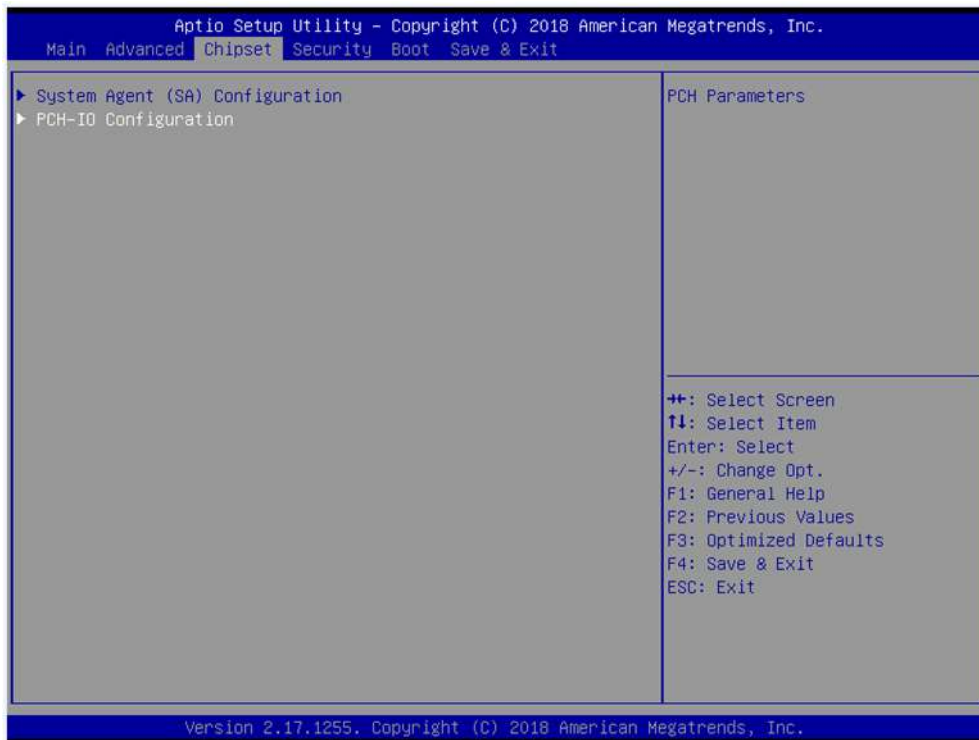 Aptio Setup Utility – Copyright (C) 2018 American Megatrends, Inc.
Main Advanced Chipset Security Boot Save & Exit
▶ System Agent (SA) Configuration
▶ PCH-IO Configuration
PCH Parameters
→←: Select Screen
↑↓: Select Item
Enter: Select
+/-: Change Opt.
F1: General Help
F2: Previous Values
F3: Optimized Defaults
F4: Save & Exit
ESC: Exit
Version 2.17.1255. Copyright (C) 2018 American Megatrends, Inc.